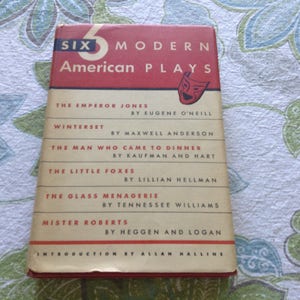 SIX 6 MODERN
American PLAYS
THE EMPEROR JONES
BY EUGENE O'NEILL
WINTERSET
BY MAXWELL ANDERSON
THE MAN WHO CAME TO DINNER
BY KAUFMAN AND HART
THE LITTLE FOXES
BY LILLIAN HELLMAN
THE GLASS MENAGERIE
BY TENNESSEE WILLIAMS
MISTER ROBERTS
BY HEGGEN AND LOGAN
INTRODUCTION BY ALLAN HALLINE